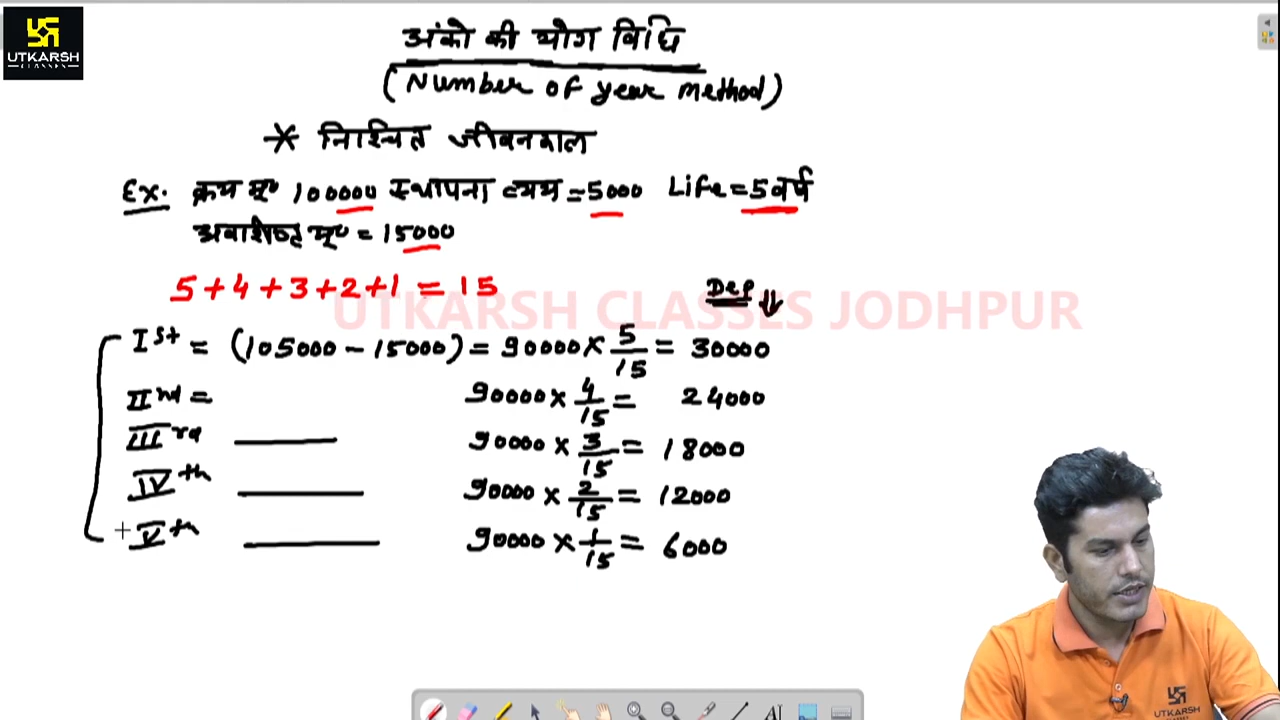 UTKARSH
CLASSES
अंको की योग विधि
(Number of year method)
* निश्चित जीवनकाल
Ex. क्रय मू० 100000 स्थापना व्यय = 5000 Life = 5 वर्ष
अवशिष्ट मू० = 15000
5 + 4 + 3 + 2 + 1 = 15
Dep ↓
UTKARSH CLASSES JODHPUR
Ist = (105000 - 15000) = 90000 × 5/15 = 30000
IInd = 90000 × 4/15 = 24000
IIIrd ——— 90000 × 3/15 = 18000
IVth ——— 90000 × 2/15 = 12000
+ Vth ——— 90000 × 1/15 = 6000
UTKARSH